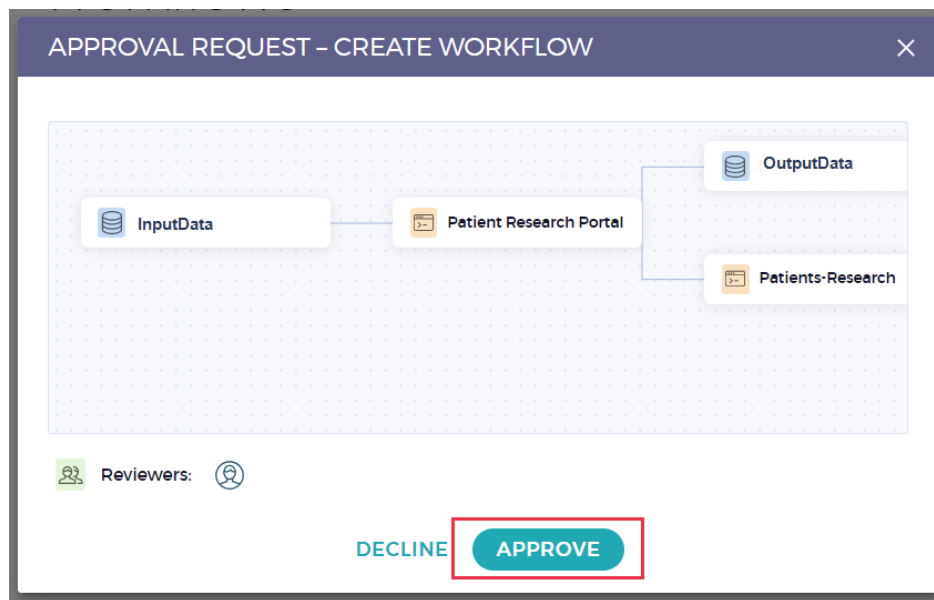 APPROVAL REQUEST – CREATE WORKFLOW
OutputData
InputData
Patient Research Portal
Patients-Research
Reviewers:
DECLINE
APPROVE